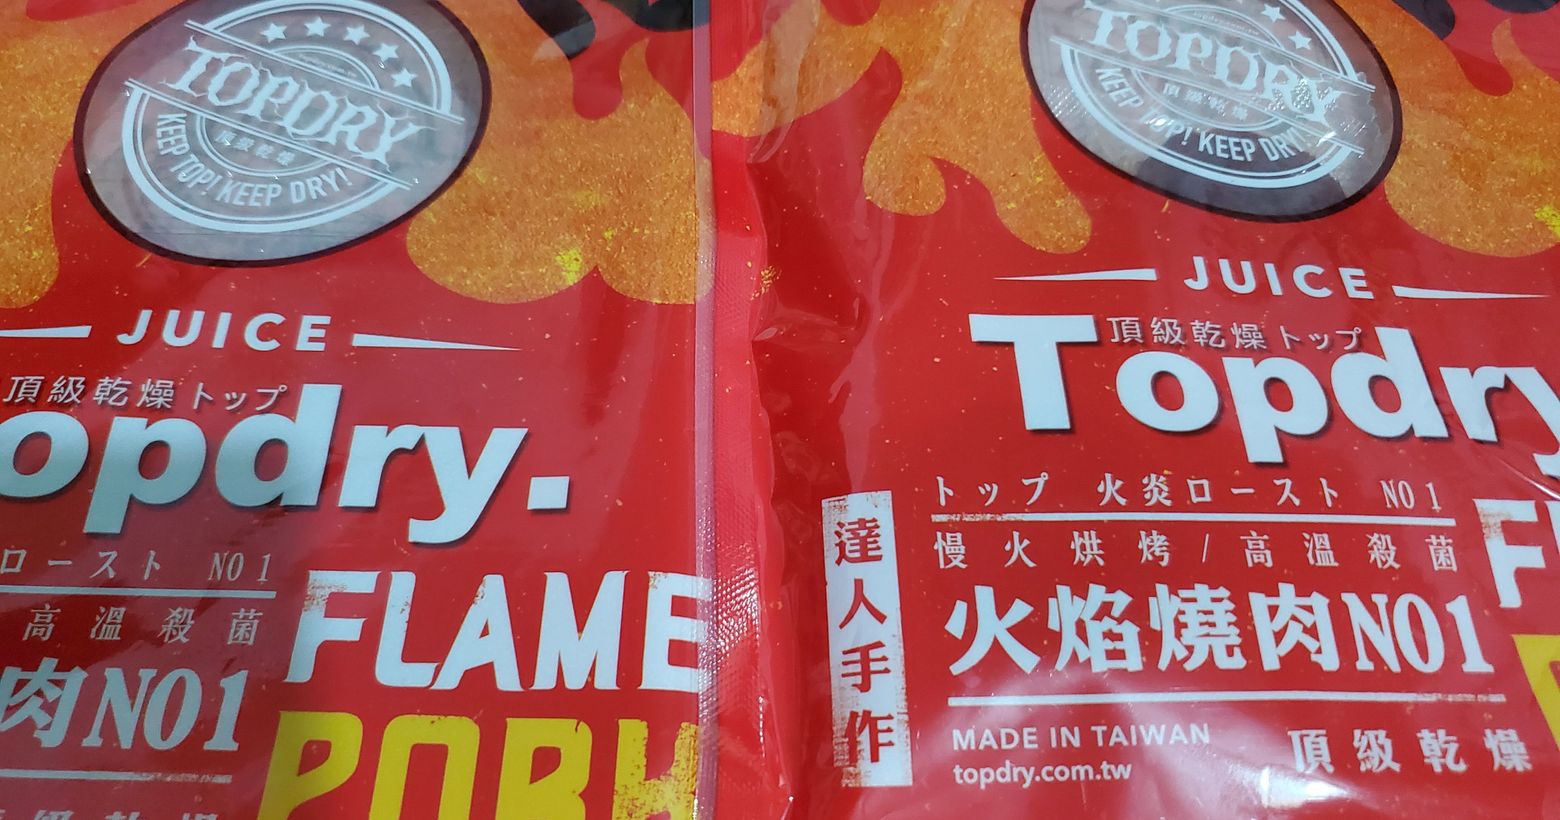 TOPDRY
頂級乾燥
KEEP TOP! KEEP DRY!
JUICE
頂級乾燥トップ
opdry.
ロースト NO1
高溫殺菌
肉NO1
FLAME
PORK
TOPDRY
頂級乾燥
KEEP TOP! KEEP DRY!
JUICE
頂級乾燥トップ
Topdry
トップ 火炎ロースト NO1
慢火烘烤/高溫殺菌
火焰燒肉NO1
達人手作
MADE IN TAIWAN
topdry.com.tw
頂級乾燥